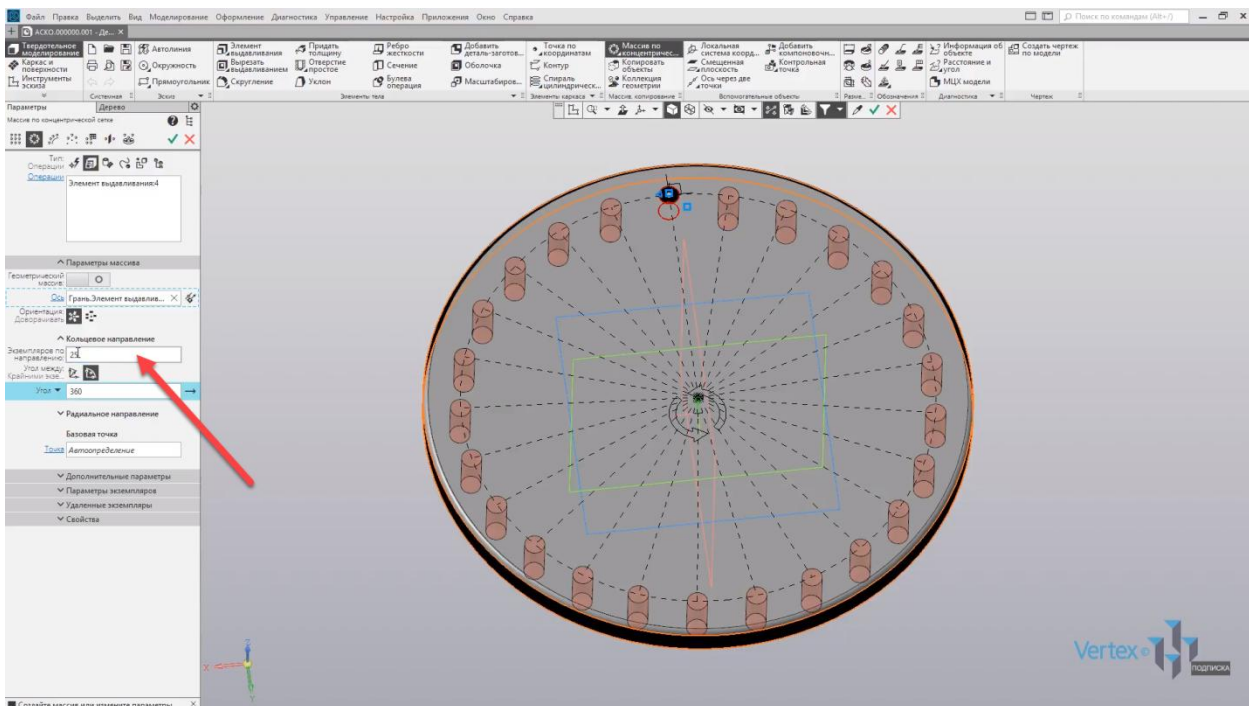 Файл Правка Выделить Вид Моделирование Оформление Диагностика Управление Настройка Приложения Окно Справка
Поиск по командам (Alt+/)
АСКО.000000.001 - Де...
Твердотельное моделирование
Каркас и поверхности
Инструменты эскиза
Системная
Автолиния
Окружность
Прямоугольник
Эскиз
Элемент выдавливания
Вырезать выдавливанием
Скругление
Придать толщину
Отверстие простое
Уклон
Ребро жесткости
Сечение
Булева операция
Добавить деталь-заготов...
Оболочка
Масштабиров...
Элементы тела
Точка по координатам
Контур
Спираль цилиндрическ...
Элементы каркаса
Массив по концентричес...
Копировать объекты
Коллекция геометрии
Массив, копирование
Локальная система коорд...
Смещенная плоскость
Ось через две точки
Добавить компоновочн...
Контрольная точка
Вспомогательные объекты
Разме...
Обозначения
Информация об объекте
Расстояние и угол
МЦХ модели
Диагностика
Создать чертеж по модели
Чертеж
Параметры
Дерево
Массив по концентрической сетке
Тип:
Операции
Операции
Элемент выдавливания:4
Параметры массива
Геометрический массив:
Ось
Грань.Элемент выдавлив...
Ориентация:
Доворачивать
Кольцевое направление
Экземпляров по направлению:
25
Угол между:
Крайними экзе...
Угол
360
Радиальное направление
Базовая точка
Точка
Автоопределение
Дополнительные параметры
Параметры экземпляров
Удаленные экземпляры
Свойства
Создайте массив или измените параметры
X
Z
Y
Vertex
ПОДПИСКА